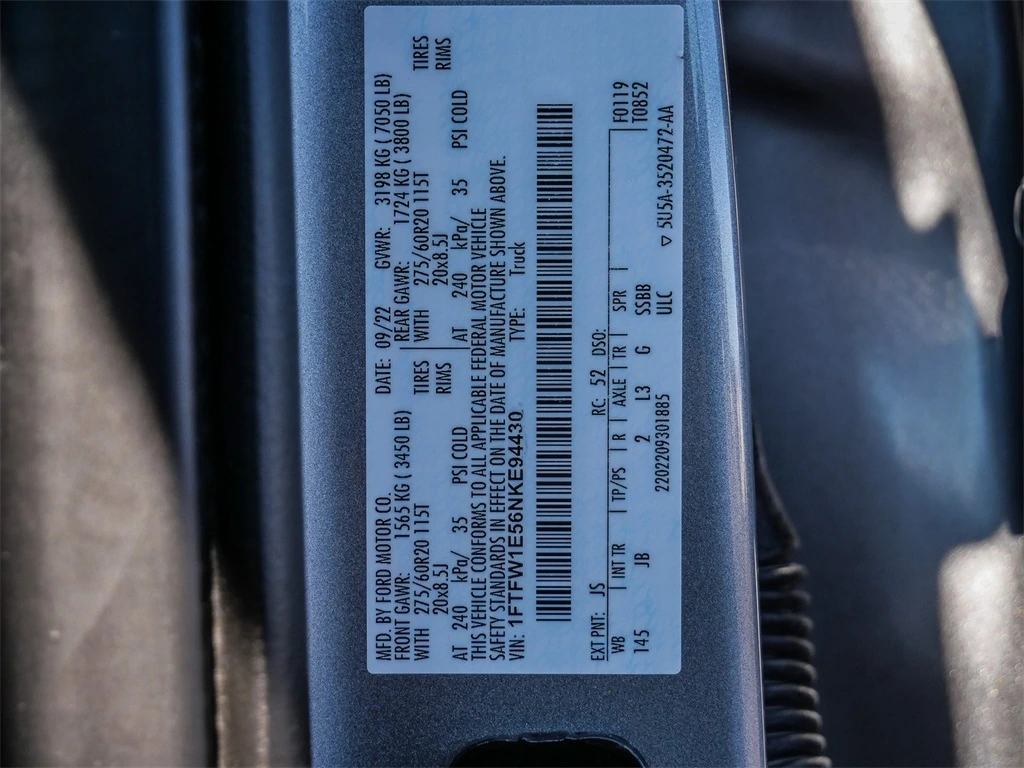 MFD. BY FORD MOTOR CO. DATE: 09/22 GVWR: 3198 KG ( 7050 LB)
FRONT GAWR: 1565 KG ( 3450 LB) REAR GAWR: 1724 KG ( 3800 LB)
WITH 275/60R20 115T TIRES WITH 275/60R20 115T TIRES
20x8.5J RIMS 20x8.5J RIMS
AT 240 kPa/ 35 PSI COLD AT 240 kPa/ 35 PSI COLD
THIS VEHICLE CONFORMS TO ALL APPLICABLE FEDERAL MOTOR VEHICLE
SAFETY STANDARDS IN EFFECT ON THE DATE OF MANUFACTURE SHOWN ABOVE.
VIN: 1FTFW1E56NKE94430 TYPE: Truck
EXT PNT: JS RC: 52 DSO: F0119
WB INT TR TP/PS R AXLE TR SPR T0852
145 JB 2 L3 G SSBB
2202209301885 ULC ▽ 5U5A-3520472-AA